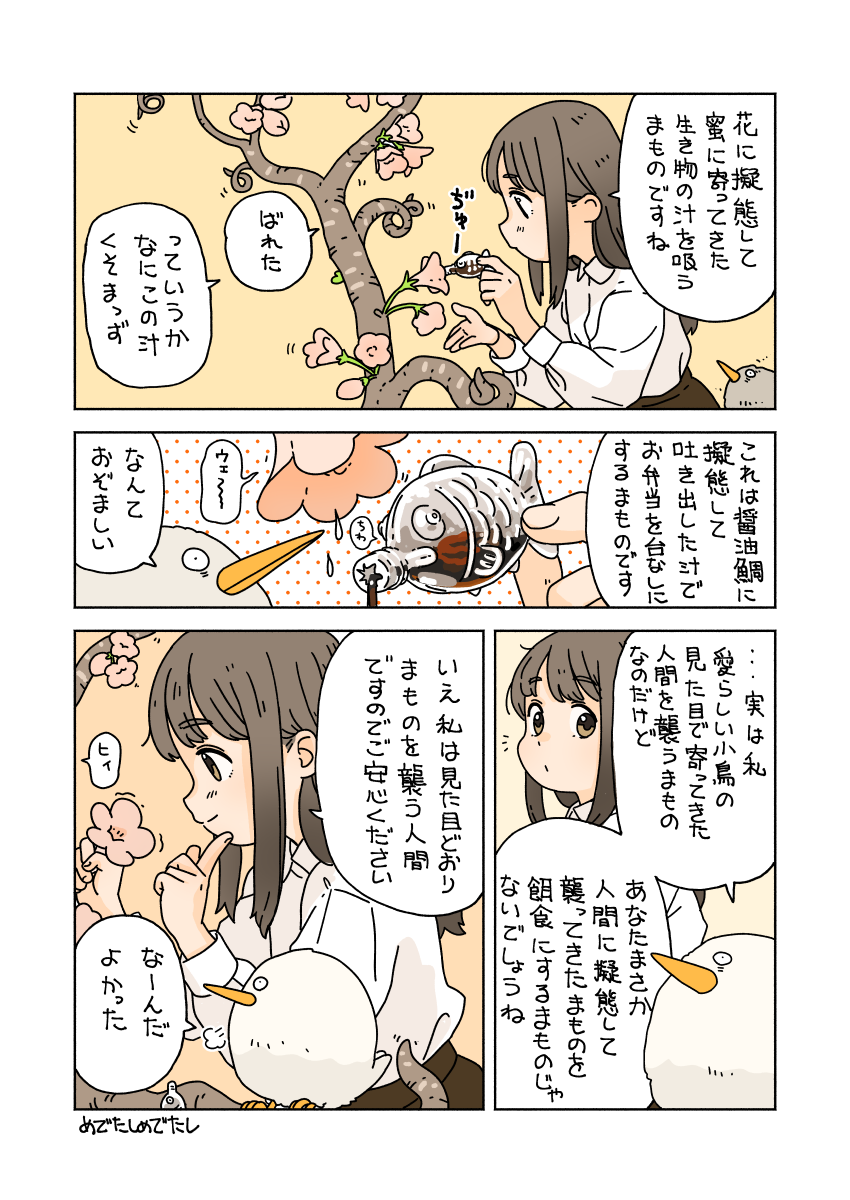 花に擬態して
蜜に寄ってきた
生き物の汁を吸う
まものですね
ぢゅー
ばれた
っていうか
なにこの汁
くそまっず
これは醤油鯛に
擬態して
吐き出した汁で
お弁当を台なしに
するまものです
ちわ
ウェ〜〜
なんて
おぞましい
…実は私
愛らしい小鳥の
見た目で寄ってきた
人間を襲うまもの
なのだけど
あなたまさか
人間に擬態して
襲ってきたまものを
餌食にするまものじゃ
ないでしょうね
いえ私は見た目どおり
まものを襲う人間
ですのでご安心ください
ヒィ
なーんだ
よかった
めでたしめでたし